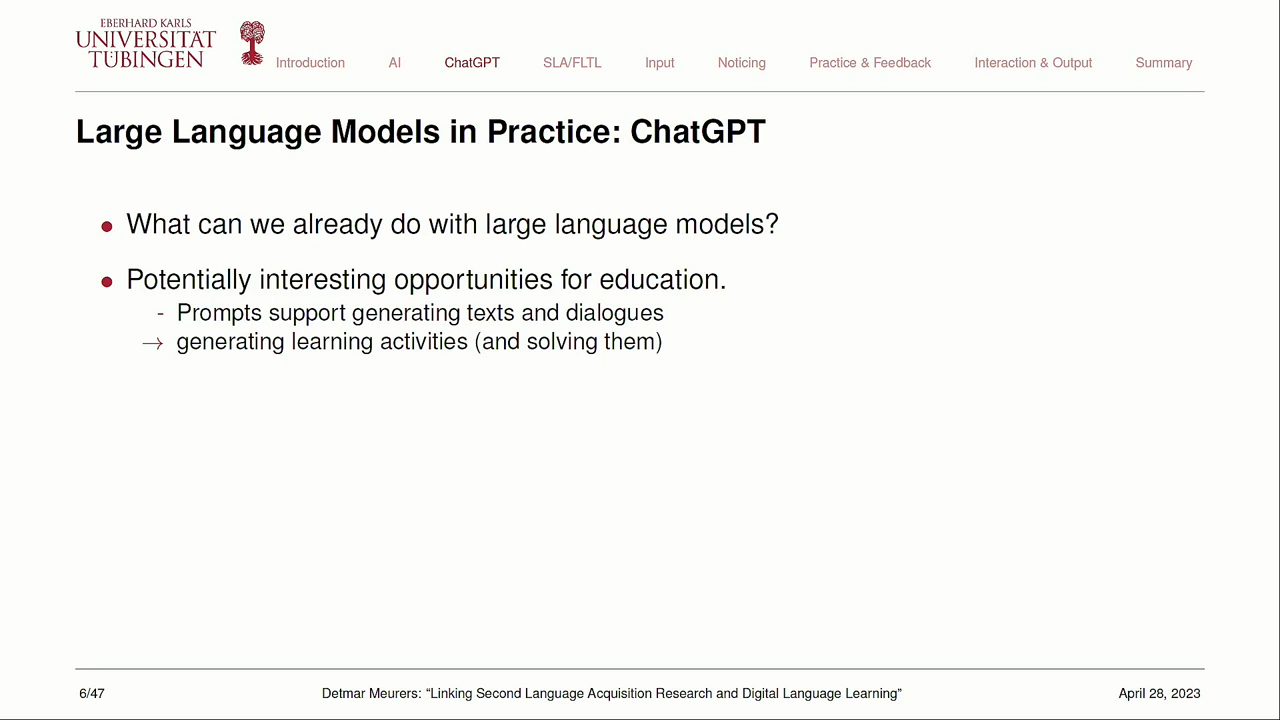 EBERHARD KARLS
UNIVERSITÄT
TÜBINGEN
Introduction AI ChatGPT SLA/FLTL Input Noticing Practice & Feedback Interaction & Output Summary
Large Language Models in Practice: ChatGPT
• What can we already do with large language models?
• Potentially interesting opportunities for education.
- Prompts support generating texts and dialogues
→ generating learning activities (and solving them)
6/47 Detmar Meurers: “Linking Second Language Acquisition Research and Digital Language Learning” April 28, 2023